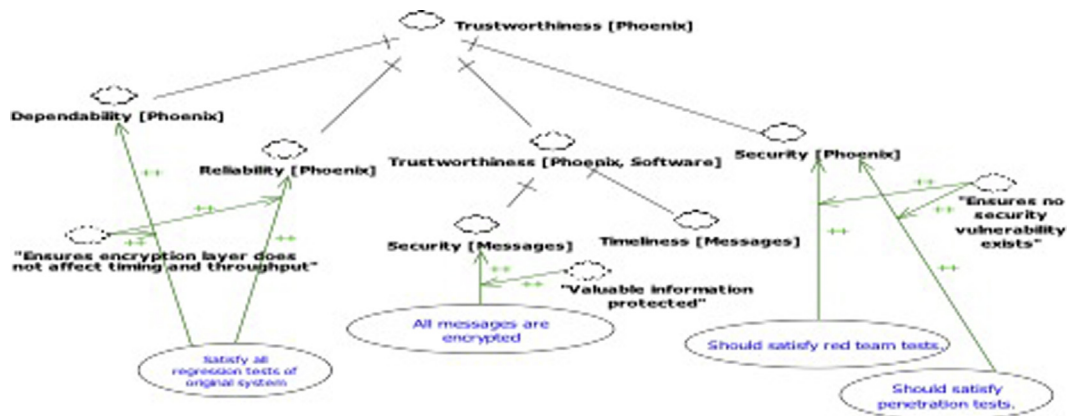 Trustworthiness [Phoenix]
Dependability [Phoenix]
Reliability [Phoenix]
Trustworthiness [Phoenix, Software]
Security [Phoenix]
++
++
++
++
++
++
++
"Ensures no
security
vulnerability
exists"
"Ensures encryption layer does
not affect timing and throughput"
Security [Messages]
Timeliness [Messages]
++
++
++
++
"Valuable information
protected"
All messages are
encrypted
Should satisfy red team tests.
Satisfy all
regression tests of
original system
Should satisfy
penetration tests.